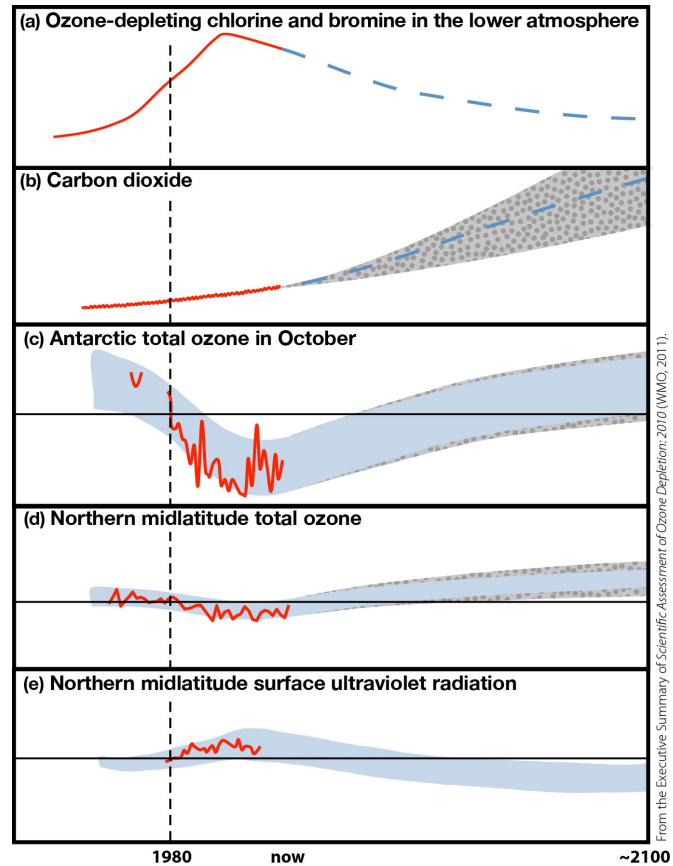 (a) Ozone-depleting chlorine and bromine in the lower atmosphere
(b) Carbon dioxide
(c) Antarctic total ozone in October
(d) Northern midlatitude total ozone
(e) Northern midlatitude surface ultraviolet radiation
1980 now ~2100
From the Executive Summary of Scientific Assessment of Ozone Depletion: 2010 (WMO, 2011).